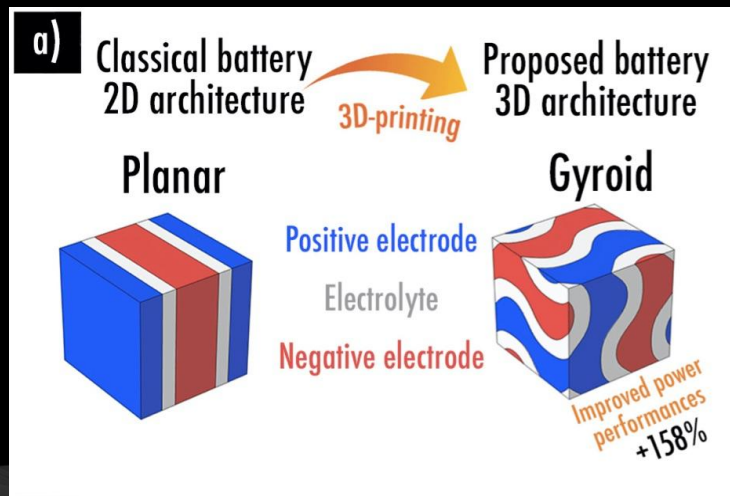 a)
Classical battery
2D architecture
3D-printing
Proposed battery
3D architecture
Planar
Gyroid
Positive electrode
Electrolyte
Negative electrode
Improved power
performances
+158%